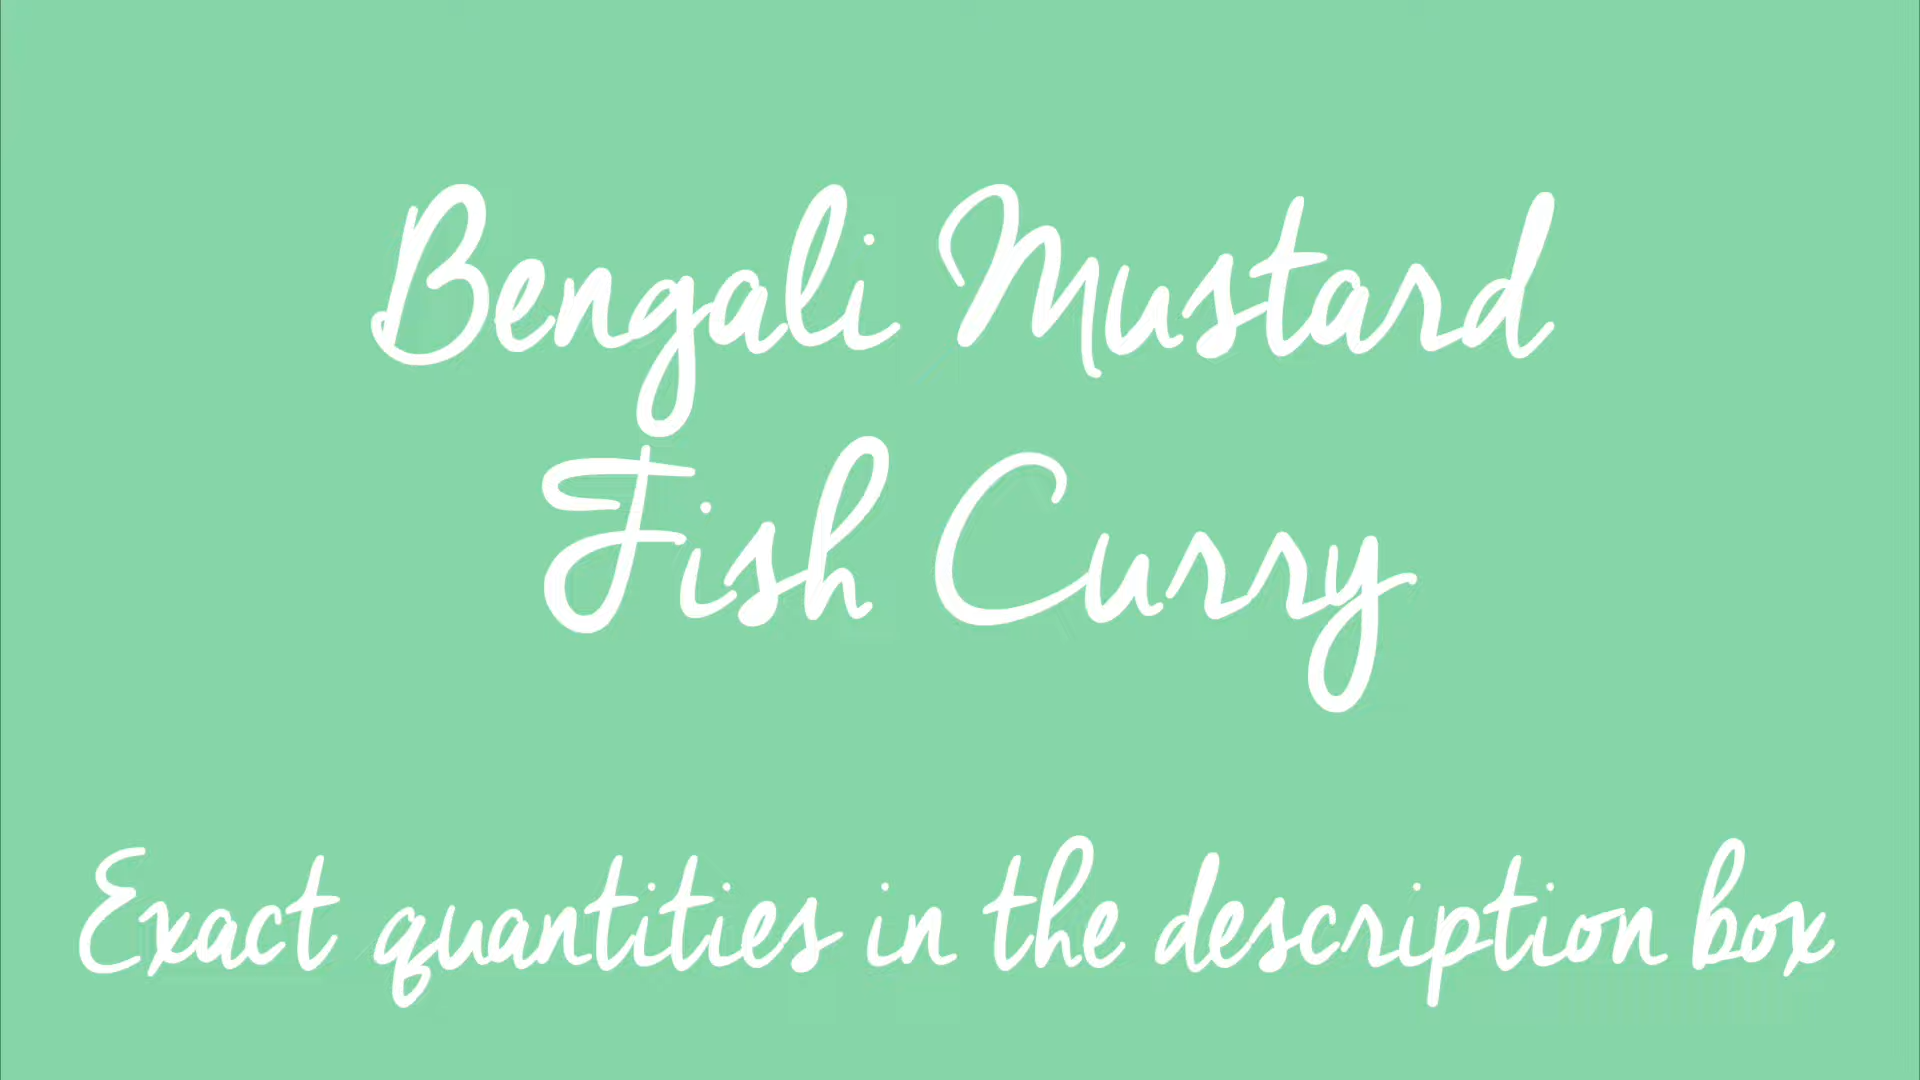 Bengali Mustard
Fish Curry
Exact quantities in the description box